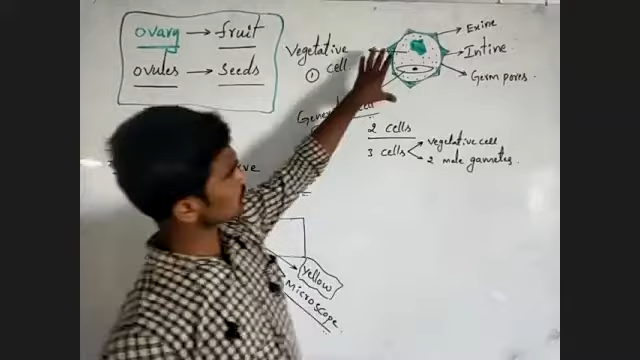 ovary → fruit
ovules → seeds
Vegetative
① cell
Exine
Intine
Germ pores.
2 cells
3 cells
vegetative cell
2 male gametes.
yellow
Microscope.